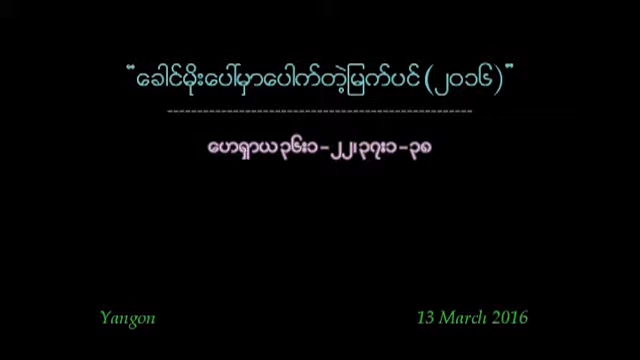 “ခေါင်မိုးပေါ်မှာပေါက်တဲ့မြက်ပင်(၂၀၁၆)”
ဟေရှာယ၃၆း၁-၂၂၊၃၇း၁-၃၈
Yangon
13 March 2016